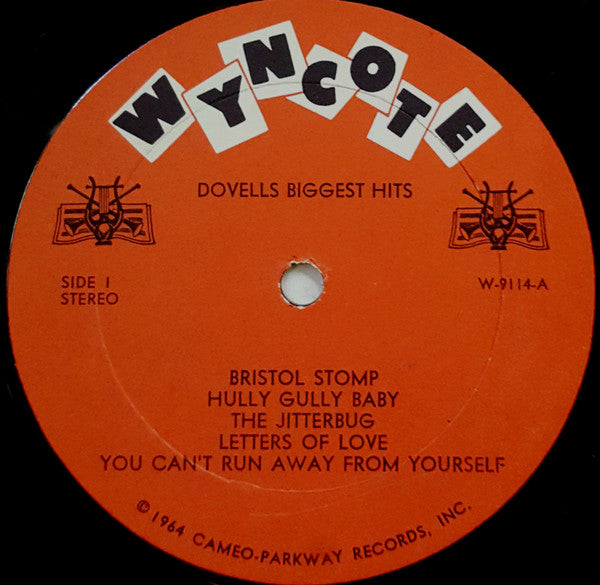 WYNCOTE
DOVELLS BIGGEST HITS
SIDE 1
STEREO
W-9114-A
BRISTOL STOMP
HULLY GULLY BABY
THE JITTERBUG
LETTERS OF LOVE
YOU CAN'T RUN AWAY FROM YOURSELF
© 1964 CAMEO-PARKWAY RECORDS, INC.